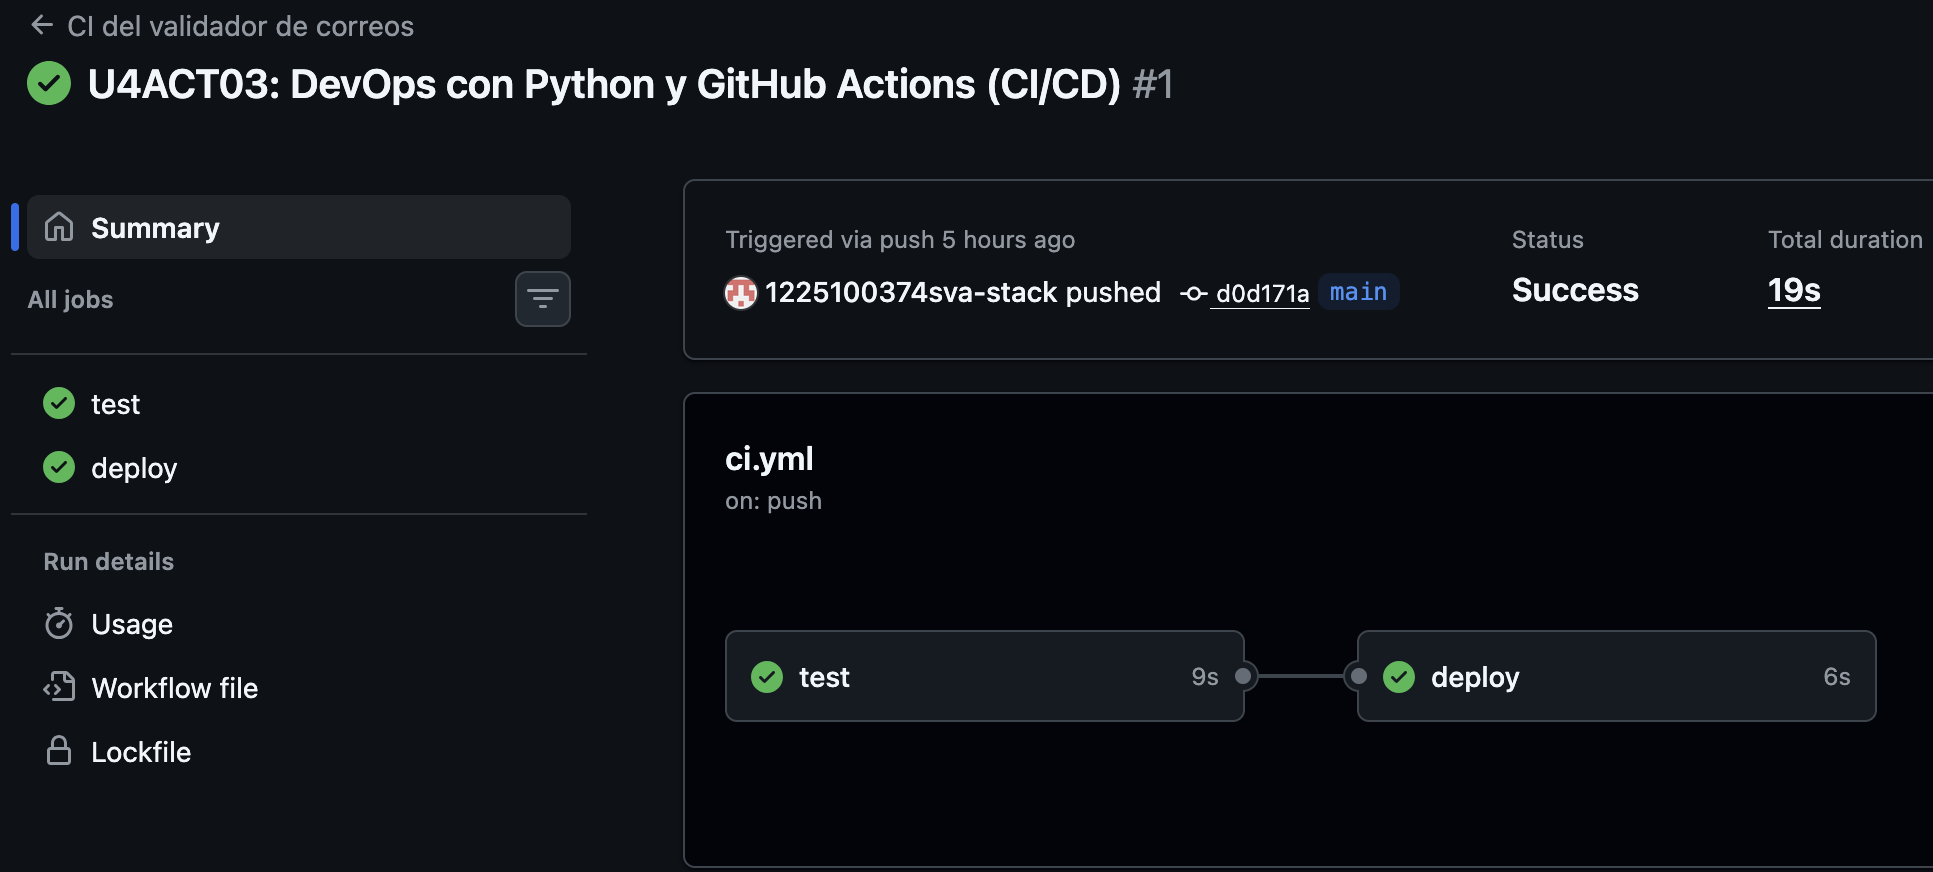 CI del validador de correos
U4ACT03: DevOps con Python y GitHub Actions (CI/CD) #1
Summary
All jobs
test
deploy
Run details
Usage
Workflow file
Lockfile
Triggered via push 5 hours ago
1225100374sva-stack pushed d0d171a main
Status
Success
Total duration
19s
ci.yml
on: push
test 9s
deploy 6s